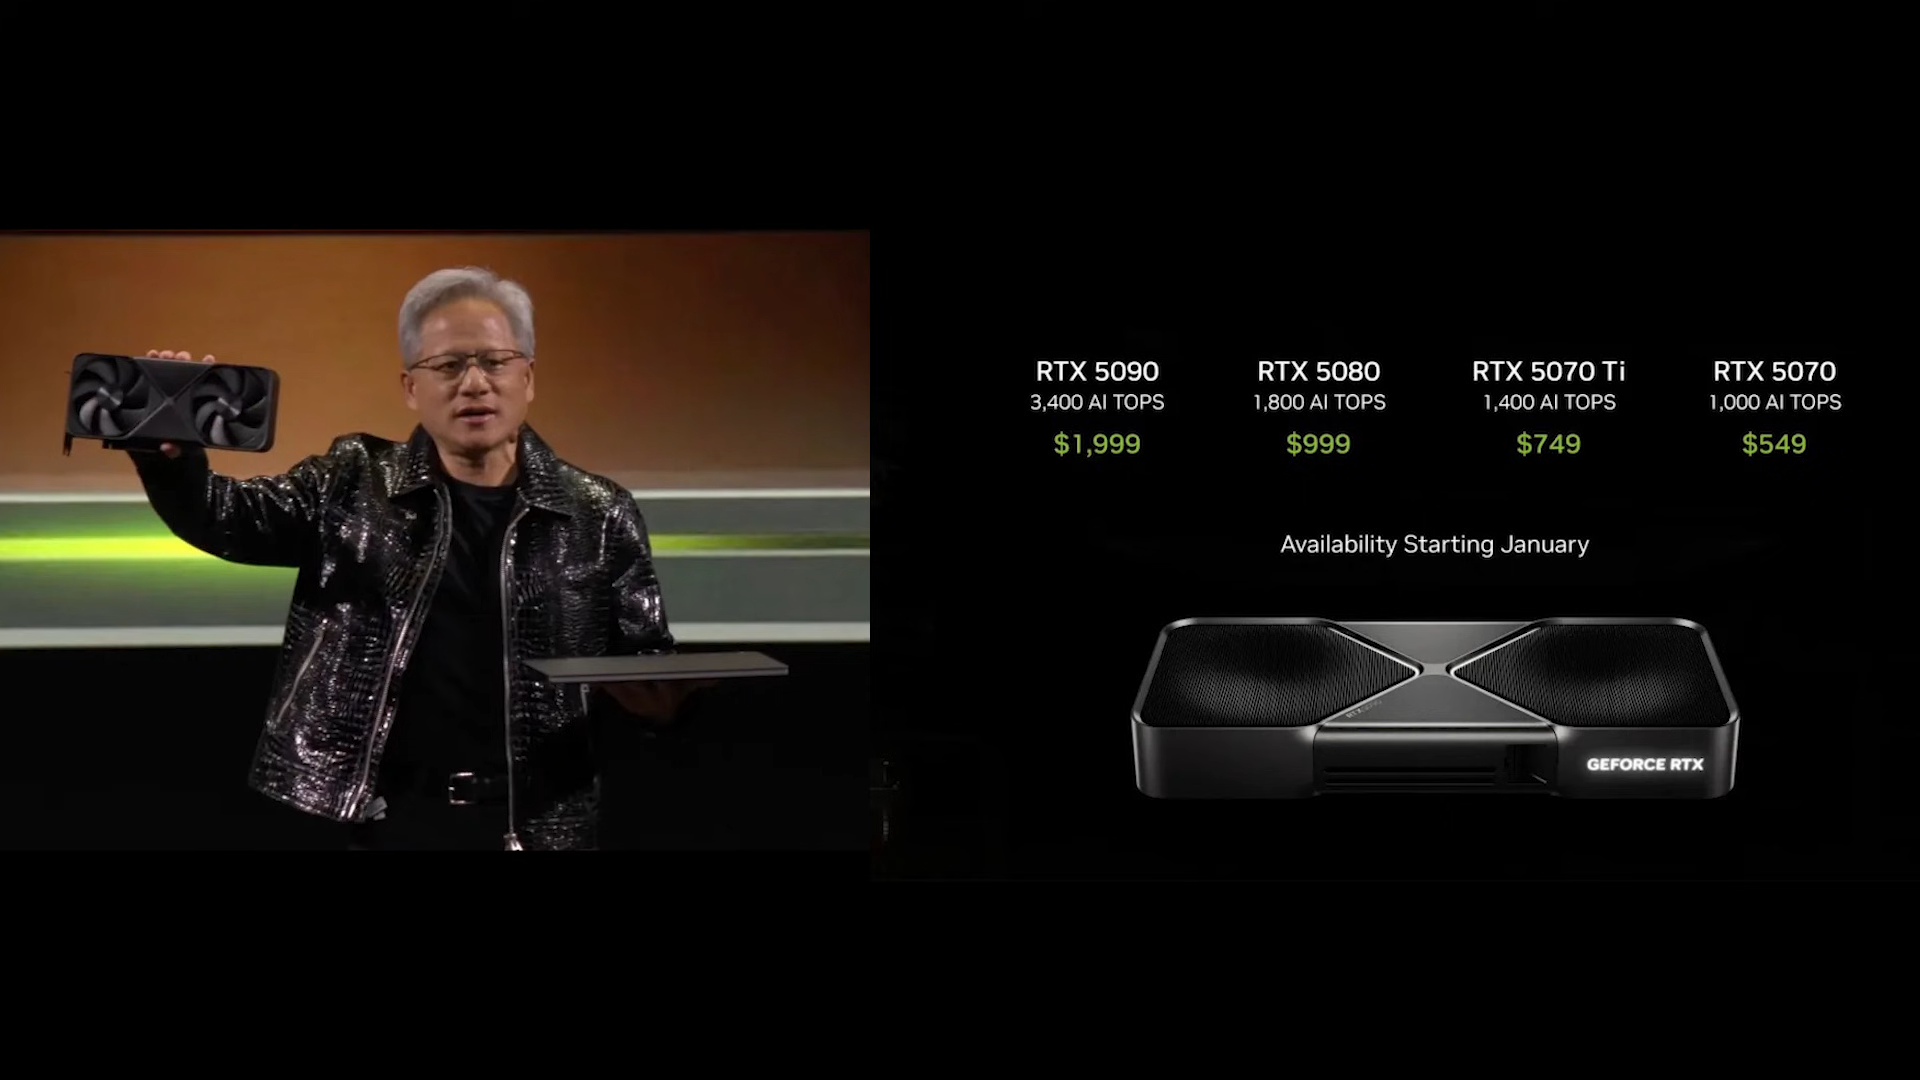 RTX 5090
3,400 AI TOPS
$1,999
RTX 5080
1,800 AI TOPS
$999
RTX 5070 Ti
1,400 AI TOPS
$749
RTX 5070
1,000 AI TOPS
$549
Availability Starting January
GEFORCE RTX